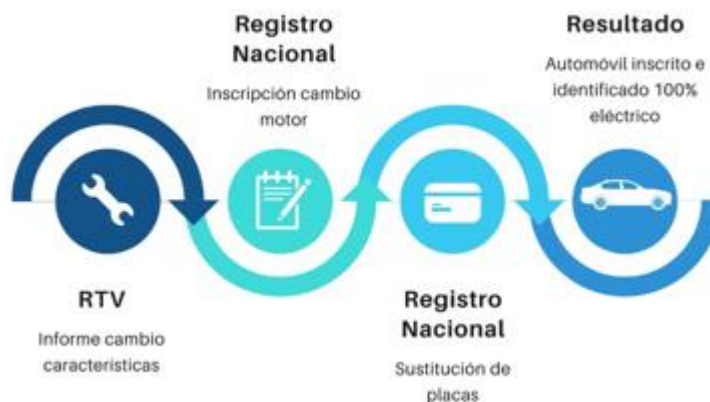 RTV
Informe cambio
características
Registro
Nacional
Inscripción cambio
motor
Registro
Nacional
Sustitución de
placas
Resultado
Automóvil inscrito e
identificado 100%
eléctrico